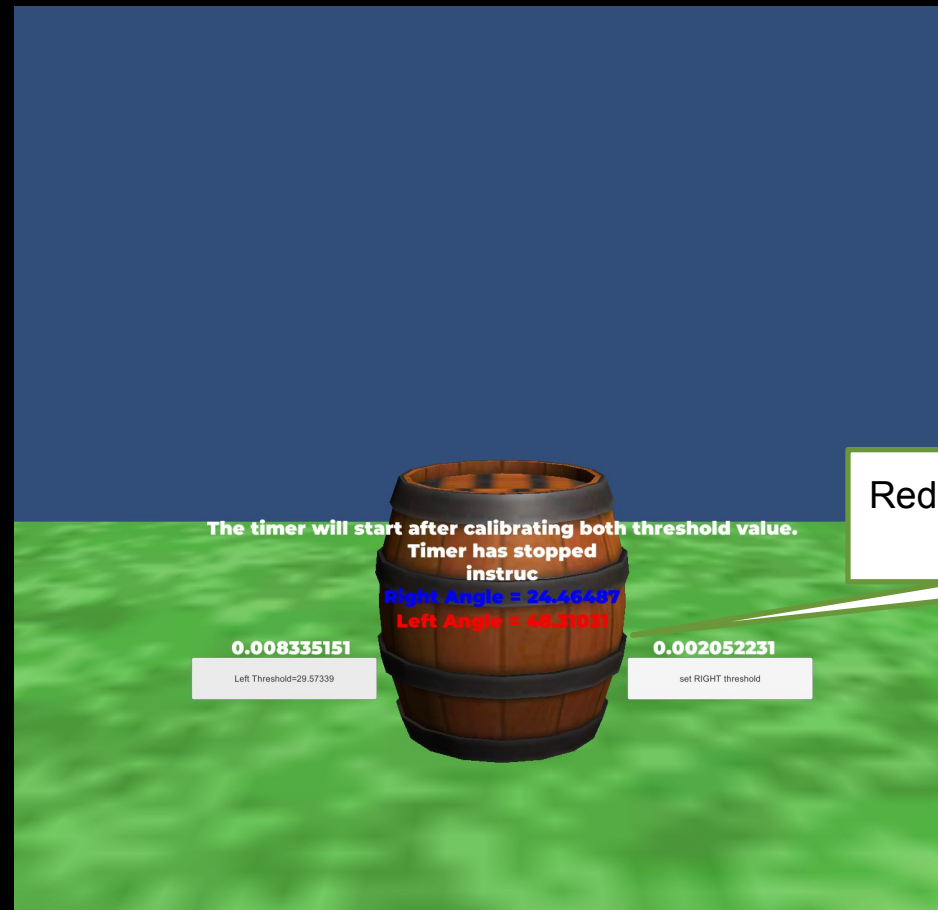 Red
The timer will start after calibrating both threshold value.
Timer has stopped
instruc
Right Angle = 24.46487
Left Angle = 48.31031
0.008335151
0.002052231
Left Threshold=29.57339
set RIGHT threshold